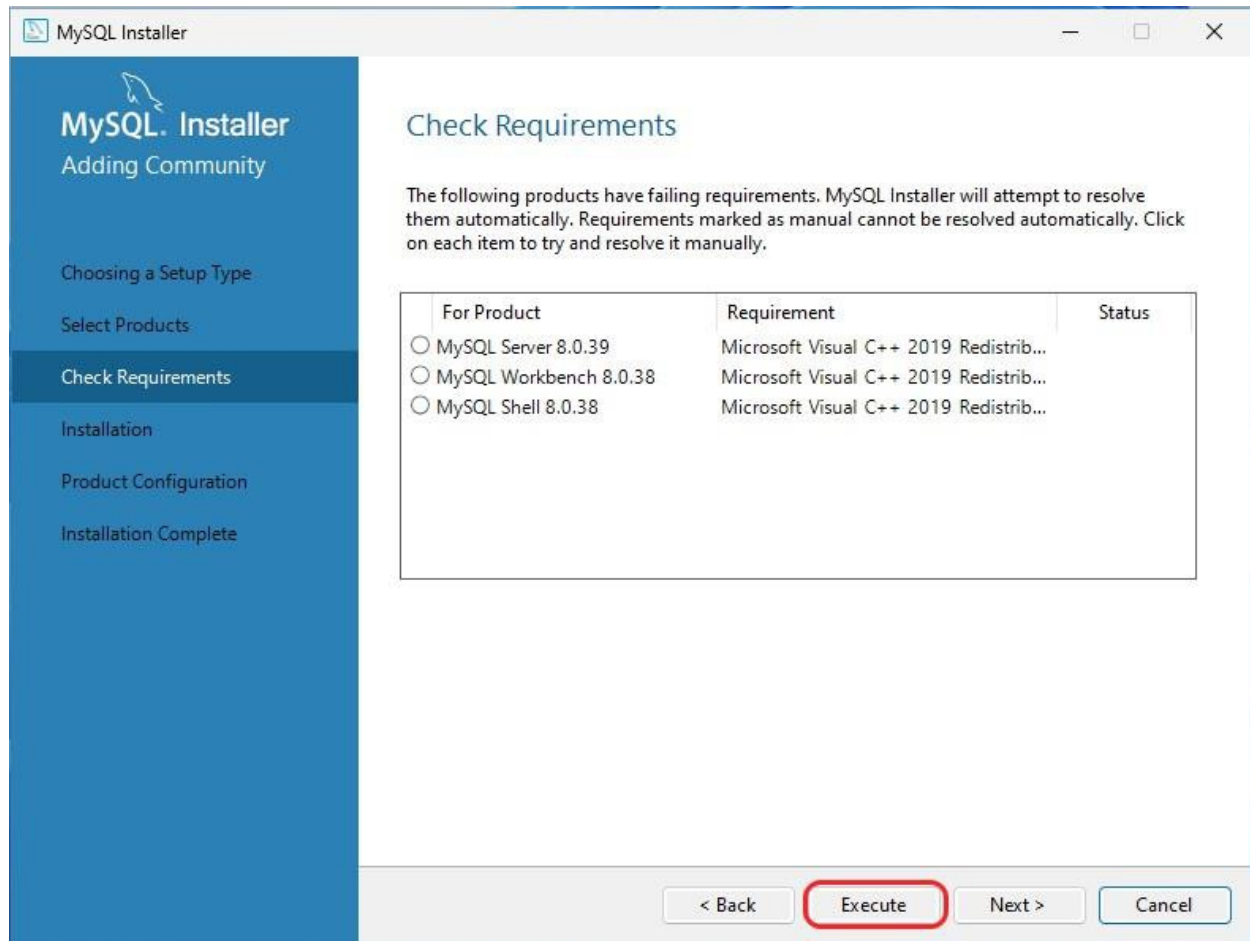 MySQL Installer
MySQL. Installer
Adding Community
Choosing a Setup Type
Select Products
Check Requirements
Installation
Product Configuration
Installation Complete
Check Requirements
The following products have failing requirements. MySQL Installer will attempt to resolve
them automatically. Requirements marked as manual cannot be resolved automatically. Click
on each item to try and resolve it manually.
For Product Requirement Status
MySQL Server 8.0.39 Microsoft Visual C++ 2019 Redistrib...
MySQL Workbench 8.0.38 Microsoft Visual C++ 2019 Redistrib...
MySQL Shell 8.0.38 Microsoft Visual C++ 2019 Redistrib...
< Back Execute Next > Cancel